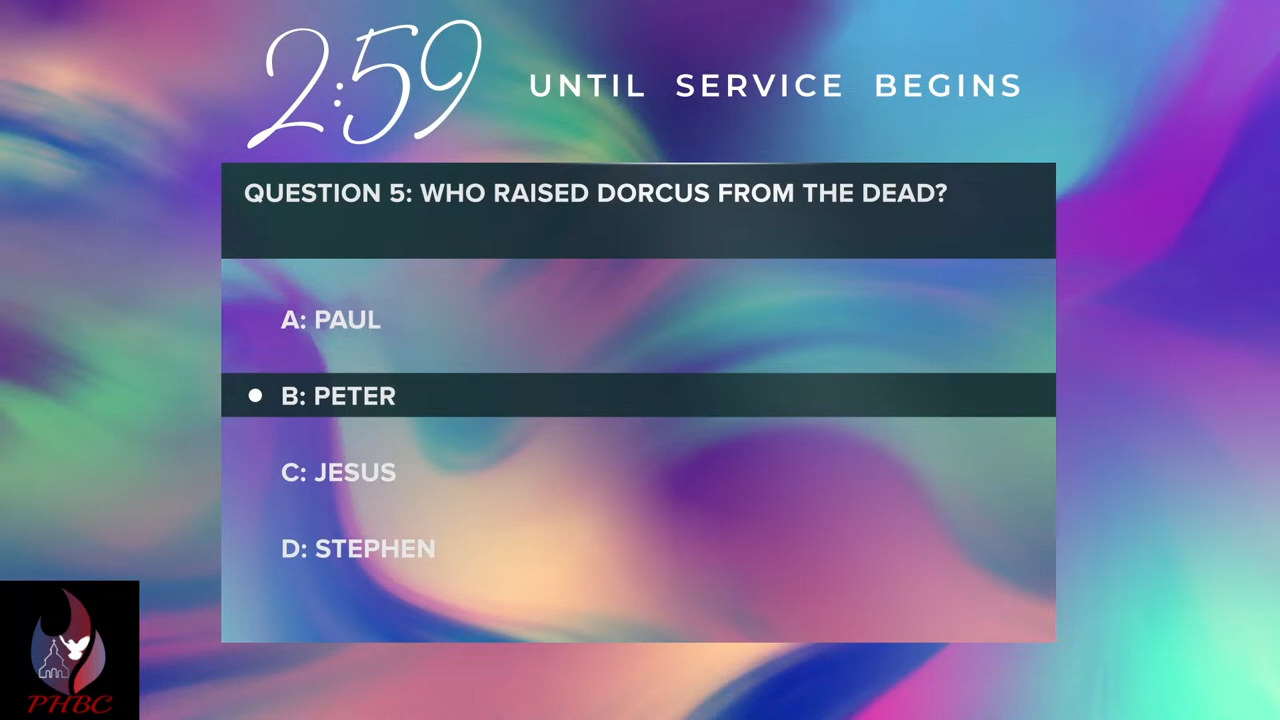 2:59 UNTIL SERVICE BEGINS
QUESTION 5: WHO RAISED DORCUS FROM THE DEAD?
A: PAUL
B: PETER
C: JESUS
D: STEPHEN
PHBC